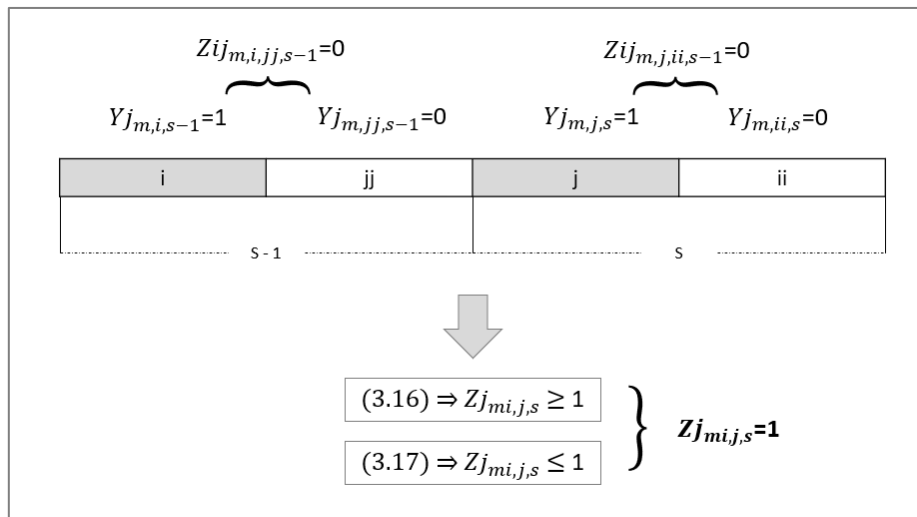 Zij_{m,i,jj,s−1}=0 Zij_{m,j,ii,s−1}=0
Yj_{m,i,s−1}=1 Yj_{m,jj,s−1}=0 Yj_{m,j,s}=1 Yj_{m,ii,s}=0
i jj j ii
S - 1 S
(3.16) ⇒ Zj_{mi,j,s} ≥ 1
Zj_{mi,j,s}=1
(3.17) ⇒ Zj_{mi,j,s} ≤ 1